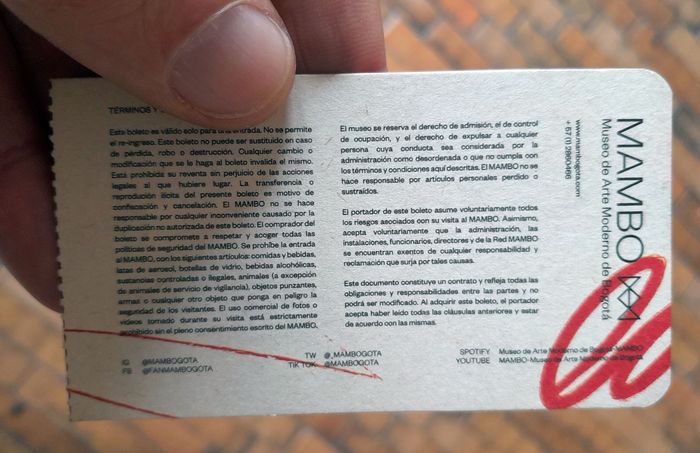 TÉRMINOS Y
Este boleto es válido solo para una entrada. No se permite
el re-ingreso. Este boleto no puede ser sustituido en caso
de pérdida, robo o destrucción. Cualquier cambio o
modificación que se le haga al boleto invalida el mismo.
Esta prohibida su reventa sin perjuicio de las acciones
legales al que hubiere lugar. La transferencia o
reproducción ilícita del presente boleto es motivo de
confiscación y cancelación. El MAMBO no se hace
responsable por cualquier inconveniente causado por la
duplicación no autorizada de este boleto. El comprador del
boleto se compromete a respetar y acoger todas las
políticas de seguridad del MAMBO. Se prohíbe la entrada
al MAMBO, con los siguientes artículos: comidas y bebidas,
latas de aerosol, botellas de vidrio, bebidas alcohólicas,
sustancias controladas o ilegales, animales (a excepción
de animales de servicio de vigilancia), objetos punzantes,
armas o cualquier otro objeto que ponga en peligro la
seguridad de los visitantes. El uso comercial de fotos o
videos tomado durante su visita está estrictamente
prohibido sin el pleno consentimiento escrito del MAMBO.
El museo se reserva el derecho de admisión, el de control
de ocupación, y el derecho de expulsar a cualquier
persona cuya conducta sea considerada por la
administración como desordenada o que no cumpla con
los términos y condiciones aquí descritas. El MAMBO no se
hace responsable por artículos personales perdido o
sustraídos.
El portador de este boleto asume voluntariamente todos
los riesgos asociados con su visita al MAMBO. Asimismo,
acepta voluntariamente que la administración, las
instalaciones, funcionarios, directores y de la Red MAMBO
se encuentran exentos de cualquier responsabilidad y
reclamación que surja por tales causas.
Este documento constituye un contrato y refleja todas las
obligaciones y responsabilidades entre las partes y no
podrá ser modificado. Al adquirir este boleto, el portador
acepta haber leído todas las cláusulas anteriores y estar
de acuerdo con las mismas.
IG @MAMBOGOTA
FB @FANMAMBOGOTA
TW @_MAMBOGOTA
TIK TOK @MAMBOGOTA
SPOTIFY Museo de Arte Moderno de Bogotá-MAMBO
YOUTUBE MAMBO-Museo de Arte Moderno de Bogotá
MAMBO
Museo de Arte Moderno de Bogotá
www.mambogota.com
+ 57 (1) 2860466